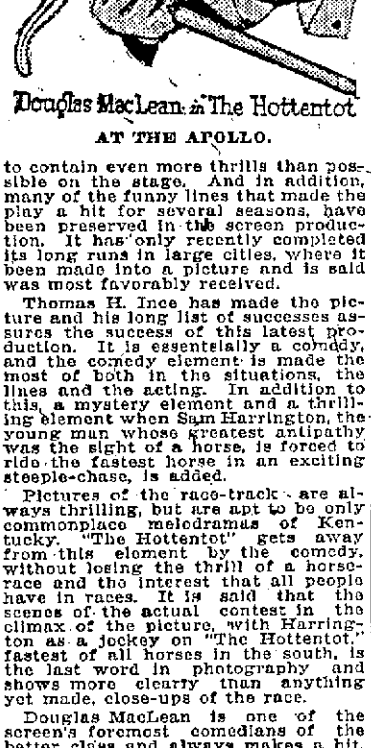 Douglas MacLean in "The Hottentot"
AT THE APOLLO.
to contain even more thrills than pos-
sible on the stage. And in addition,
many of the funny lines that made the
play a hit for several seasons, have
been preserved in the screen produc-
tion. It has only recently completed
its long runs in large cities, where it
been made into a picture and is said
was most favorably received.
Thomas H. Ince has made the pic-
ture and his long list of successes as-
sures the success of this latest pro-
duction. It is essentsially a comddy,
and the comedy element is made the
most of both in the situations, the
lines and the acting. In addition to
this, a mystery element and a thrill-
ing element when Sam Harrington, the
young man whose greatest antipathy
was the sight of a horse, is forced to
ride the fastest horse in an exciting
steeple-chase, is added.
Pictures of the race-track are al-
ways thrilling, but are apt to be only
commonplace melodramas of Ken-
tucky. "The Hottentot" gets away
from this element by the comedy,
without losing the thrill of a horse-
race and the interest that all people
have in races. It is said that the
scenes of the actual contest in the
climax of the picture, with Harring-
ton as a jockey on "The Hottentot,"
fastest of all horses in the south, is
the last word in photography and
shows more clearly than anything
yet made, close-ups of the race.
Douglas MacLean is one of the
screen's foremost comedians of the
better class and always makes a hit.